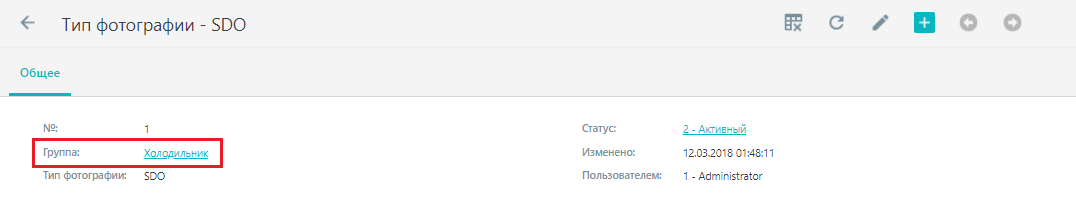 Тип фотографии - SDO
Общее
№: 1
Группа: Холодильник
Тип фотографии: SDO
Статус: 2 - Активный
Изменено: 12.03.2018 01:48:11
Пользователем: 1 - Administrator